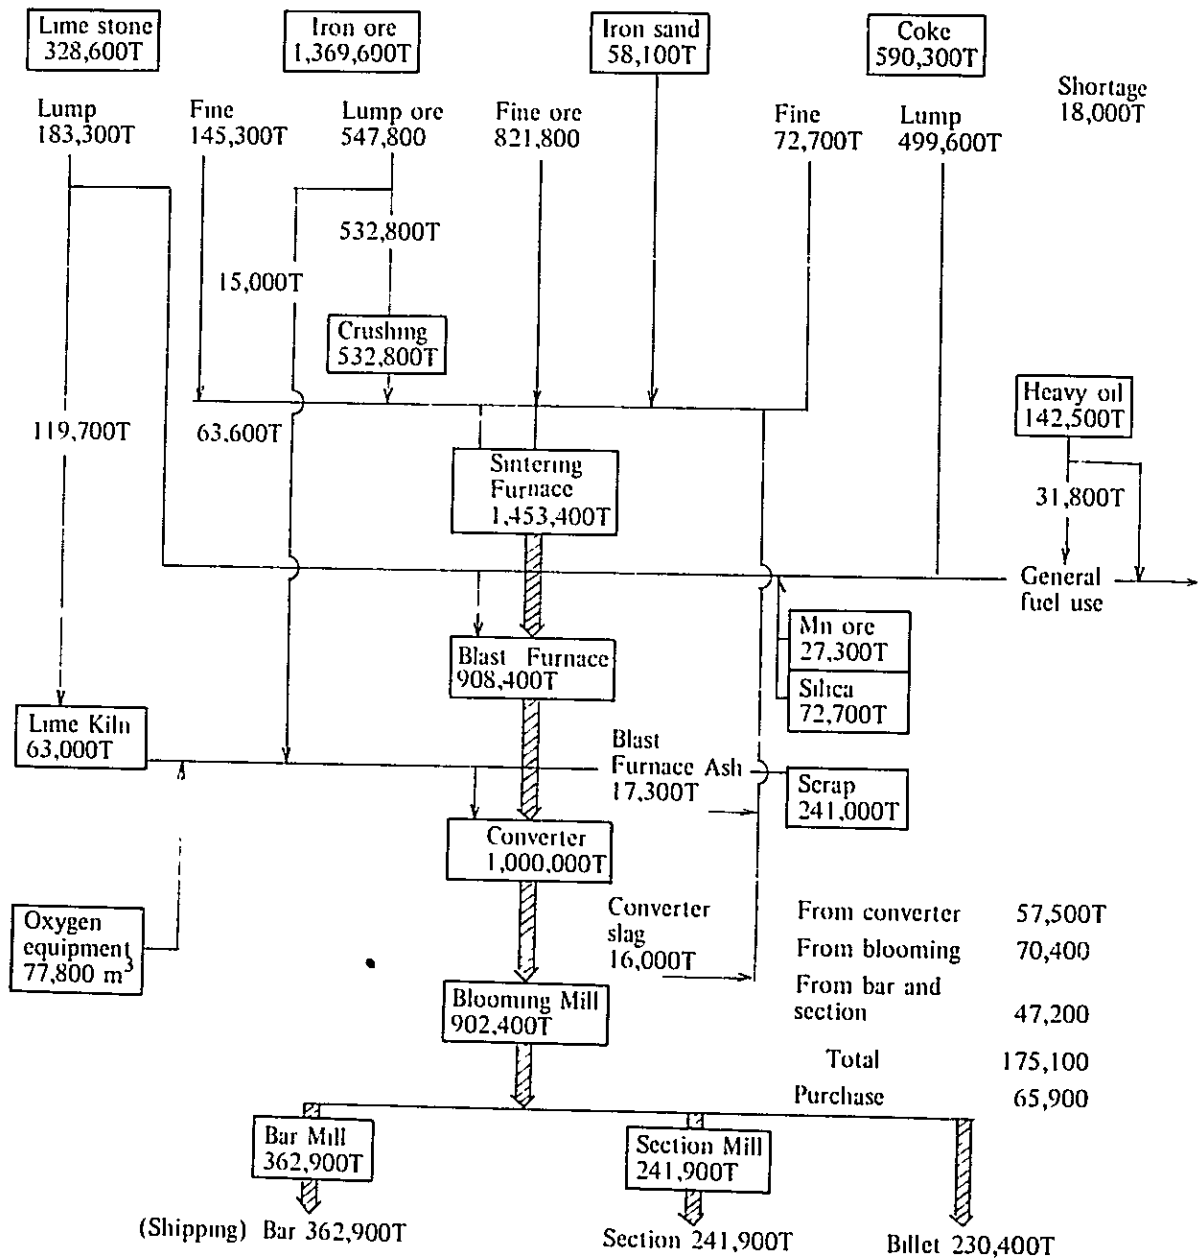 Lime stone
328,600T
Iron ore
1,369,600T
Iron sand
58,100T
Coke
590,300T
Shortage
18,000T
Lump
183,300T
Fine
145,300T
Lump ore
547,800
Fine ore
821,800
Fine
72,700T
Lump
499,600T
532,800T
15,000T
Crushing
532,800T
Heavy oil
142,500T
119,700T
63,600T
31,800T
Sintering
Furnace
1,453,400T
General
fuel use
Mn ore
27,300T
Silica
72,700T
Blast Furnace
908,400T
Lime Kiln
63,000T
Blast
Furnace Ash
17,300T
Scrap
241,000T
Converter
1,000,000T
Oxygen
equipment
77,800 m³
Converter
slag
16,000T
From converter 57,500T
From blooming 70,400
From bar and
section 47,200
Total 175,100
Purchase 65,900
Blooming Mill
902,400T
Bar Mill
362,900T
Section Mill
241,900T
(Shipping) Bar 362,900T
Section 241,900T
Billet 230,400T